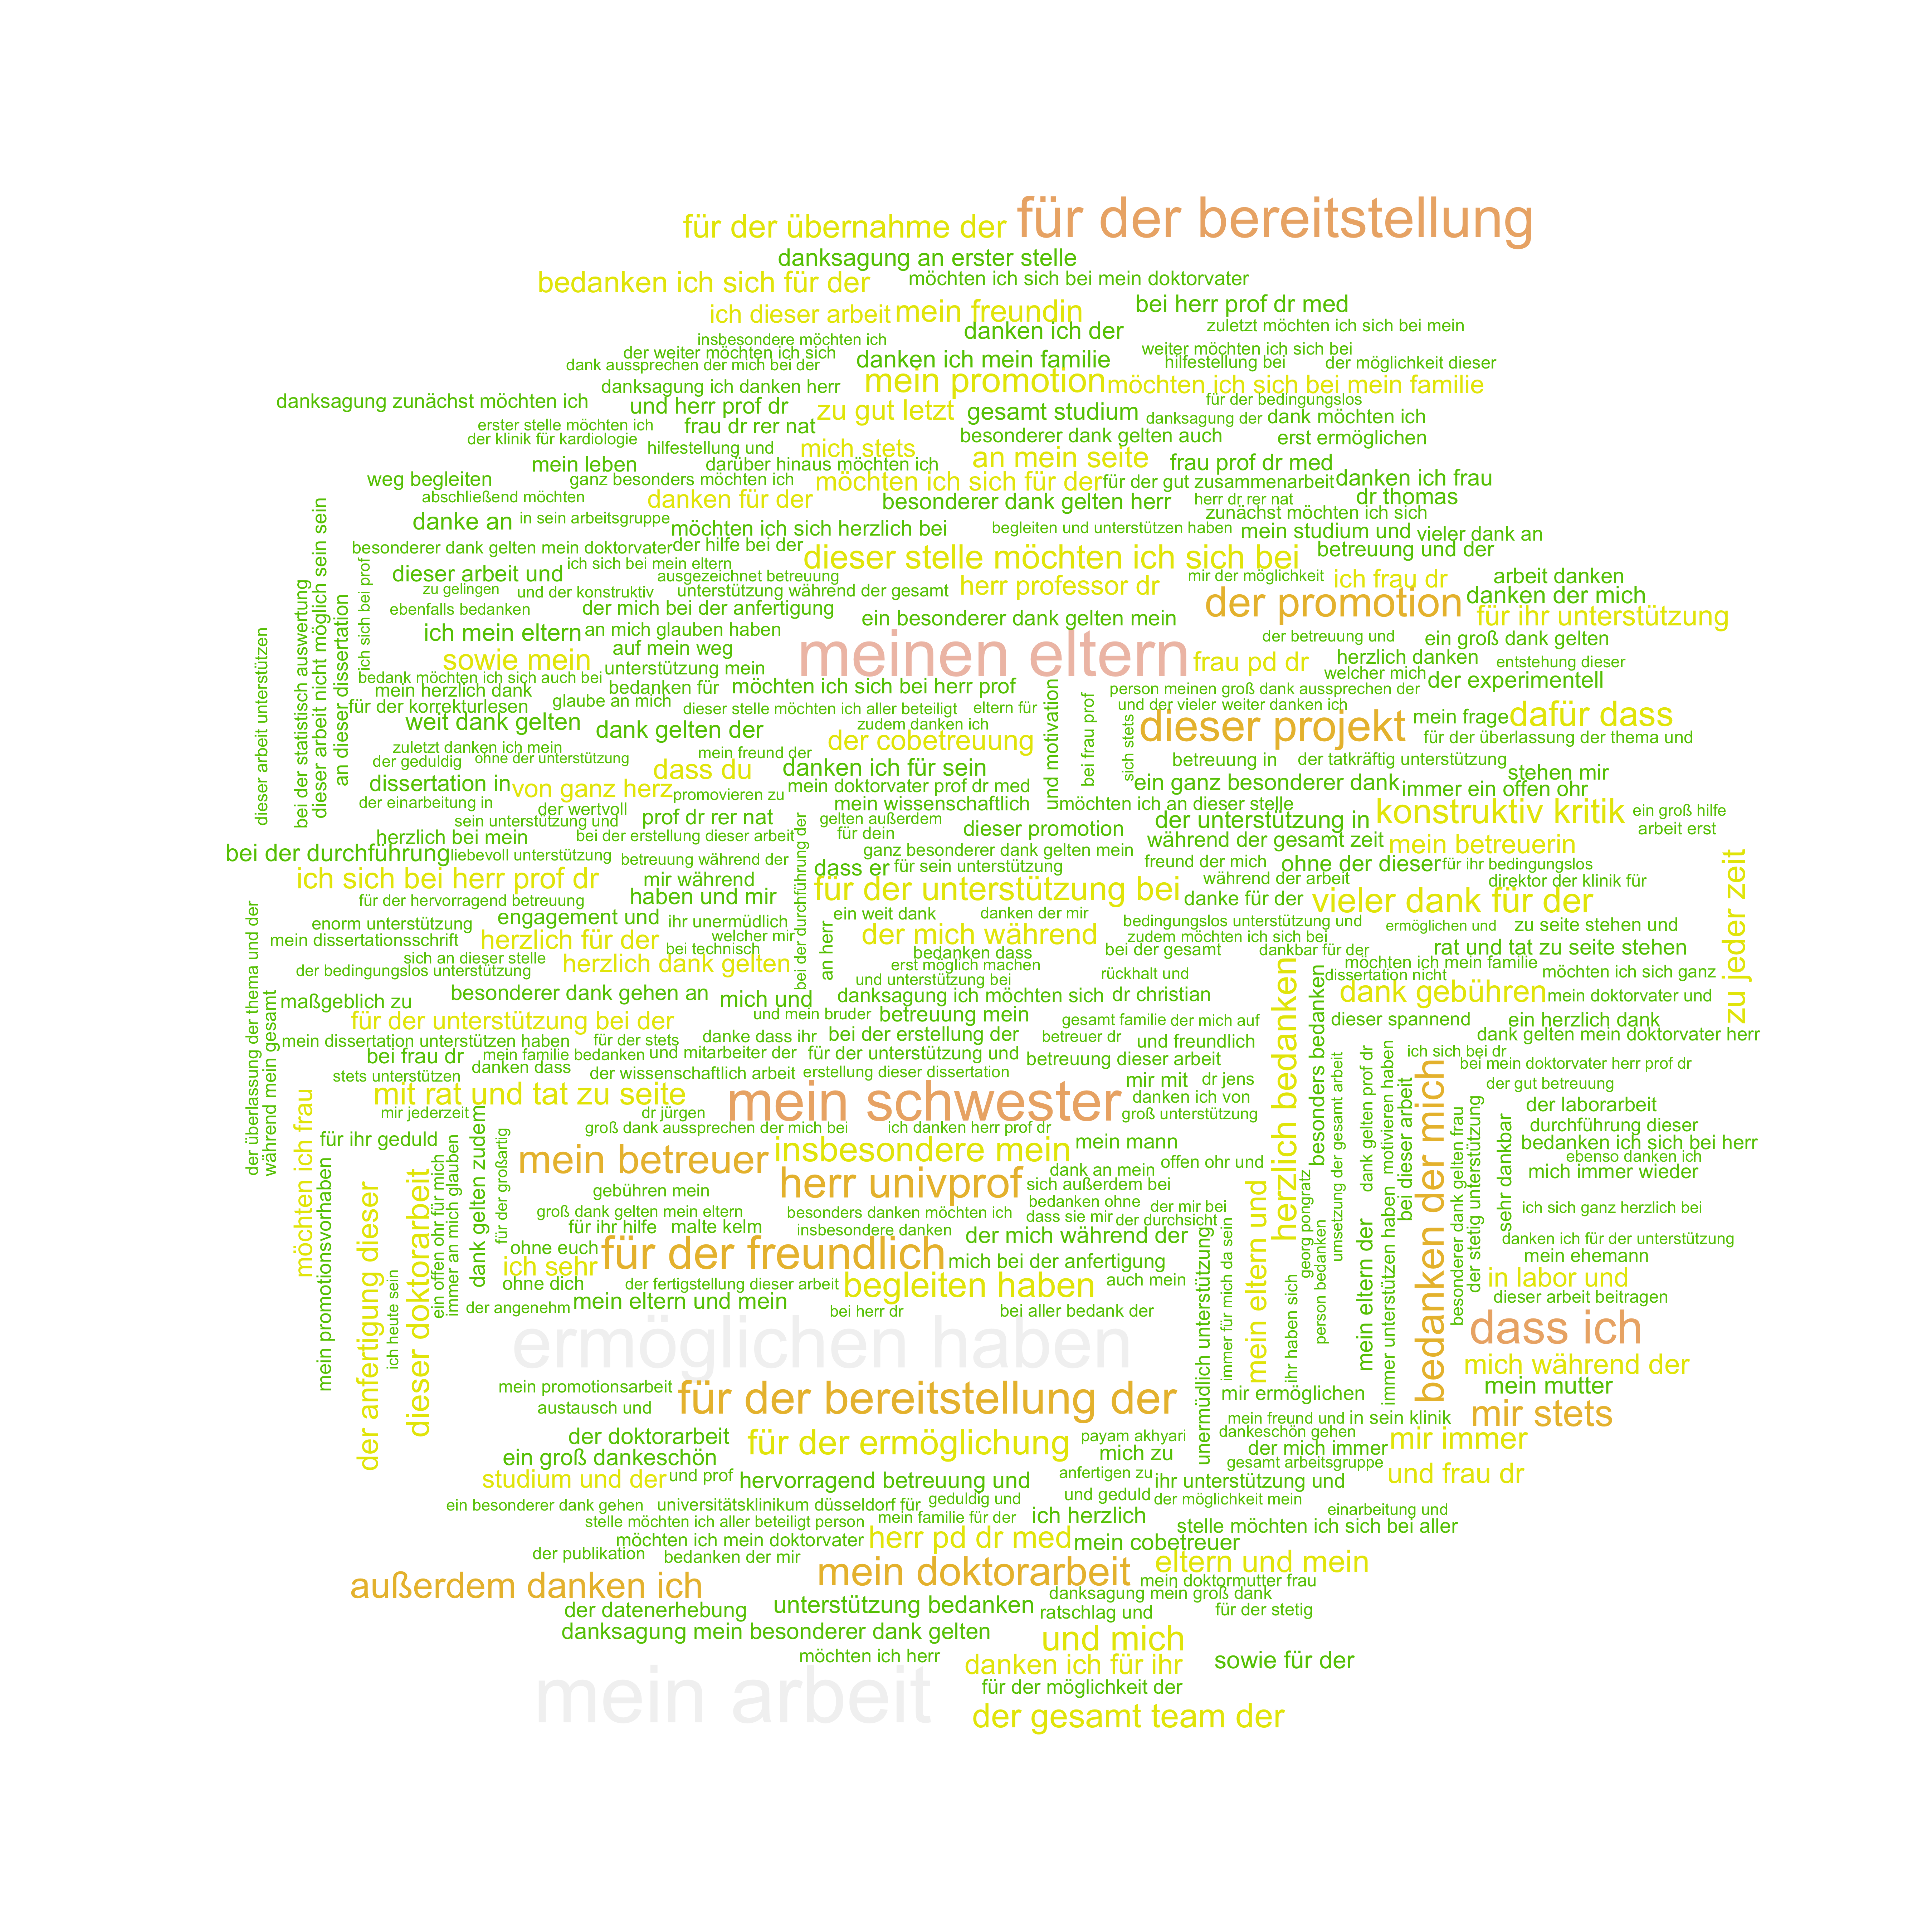 für der übernahme der
für der bereitstellung
danksagung an erster stelle
bedanken ich sich für der
möchten ich sich bei mein doktorvater
ich dieser arbeit
mein freundin
bei herr prof dr med
danken ich der
zuletzt möchten ich sich bei mein
insbesondere möchten ich
der weiter möchten ich sich
danken ich mein familie
weiter möchten ich sich bei
dank aussprechen der mich bei der
hilfestellung bei
der möglichkeit dieser
danksagung ich danken herr
mein promotion
möchten ich sich bei mein familie
danksagung zunächst möchten ich
und herr prof dr
zu gut letzt
gesamt studium
für der bedingungslos
danksagung der
dank möchten ich
erster stelle möchten ich
frau dr rer nat
der klinik für kardiologie
hilfestellung und
mich stets
besonderer dank gelten auch
erst ermöglichen
mein leben
darüber hinaus möchten ich
an mein seite
frau prof dr med
weg begleiten
ganz besonders möchten ich
möchten ich sich für der
für der gut zusammenarbeit
danken ich frau
abschließend möchten
danken für der
besonderer dank gelten herr
herr dr rer nat
dr thomas
danke an
in sein arbeitsgruppe
möchten ich sich herzlich bei
begleiten und unterstützen haben
zunächst möchten ich sich
mein studium und
vieler dank an
besonderer dank gelten mein doktorvater
der hilfe bei der
dieser stelle möchten ich sich bei
betreuung und der
dieser arbeit und
ich sich bei mein eltern
ausgezeichnet betreuung
herr professor dr
mir der möglichkeit
ich frau dr
arbeit danken
zu gelingen
und der konstruktiv
unterstützung während der gesamt
der promotion
danken der mich
ebenfalls bedanken
der mich bei der anfertigung
ein besonderer dank gelten mein
für ihr unterstützung
ich mein eltern
an mich glauben haben
meinen eltern
der betreuung und
ein groß dank gelten
auf mein weg
sowie mein
unterstützung mein
frau pd dr
herzlich danken
entstehung dieser
bedank möchten ich sich auch bei
welcher mich
der experimentell
mein herzlich dank
bedanken für
möchten ich sich bei herr prof
person meinen groß dank aussprechen der
für der korrekturlesen
glaube an mich
dieser stelle möchten ich aller beteiligt
eltern für
und der vieler
weiter danken ich
weit dank gelten
dank gelten der
zudem danken ich
dieser projekt
mein frage
dafür dass
zuletzt danken ich mein
mein freund der
der cobetreuung
für der überlassung der thema und
der geduldig
ohne der unterstützung
dass du
danken ich für sein
betreuung in
der tatkräftig unterstützung
stehen mir
dissertation in
von ganz herz
promovieren zu
mein doktorvater prof dr med
ein ganz besonderer dank
immer ein offen ohr
der einarbeitung in
der wertvoll
mein wissenschaftlich
möchten ich an dieser stelle
konstruktiv kritik
ein groß hilfe
sein unterstützung und
prof dr rer nat
gelten außerdem
dieser promotion
der unterstützung in
arbeit erst
herzlich bei mein
bei der erstellung dieser arbeit
für dein
während der gesamt zeit
mein betreuerin
bei der durchführung
liebevoll unterstützung
betreuung während der
ganz besonderer dank gelten mein
dass er
für sein unterstützung
freund der mich
ohne der dieser
für ihr bedingungslos
ich sich bei herr prof dr
mir während
für der unterstützung bei
während der arbeit
direktor der klinik für
für der hervorragend betreuung
haben und mir
danke für der
vieler dank für der
enorm unterstützung
engagement und
ihr unermüdlich
ein weit dank
danken der mir
bedingungslos unterstützung und
ermöglichen und
zu seite stehen und
mein dissertationsschrift
herzlich für der
welcher mir
bei technisch
der mich während
zudem möchten ich sich bei
sich an dieser stelle
bedanken dass
bei der gesamt
dankbar für der
rat und tat zu seite stehen
der bedingungslos unterstützung
herzlich dank gelten
erst möglich machen
und unterstützung bei
rückhalt und
möchten ich mein familie
dissertation nicht
möchten ich sich ganz
maßgeblich zu
besonderer dank gehen an
mich und
danksagung ich möchten sich
dr christian
dank gebühren
mein doktorvater und
für der unterstützung bei der
und mein bruder
betreuung mein
gesamt familie
der mich auf
dieser spannend
ein herzlich dank
mein dissertation unterstützen haben
für der stets
danke dass ihr
bei der erstellung der
betreuer dr
und freundlich
dank gelten mein doktorvater herr
bei frau dr
mein familie bedanken
und mitarbeiter der
für der unterstützung und
betreuung dieser arbeit
ich sich bei dr
danken dass
stets unterstützen
der wissenschaftlich arbeit
erstellung dieser dissertation
mir mit
dr jens
bei mein doktorvater herr prof dr
der gut betreuung
mit rat und tat zu seite
mein schwester
danken ich von
der laborarbeit
mir jederzeit
dr jürgen
groß unterstützung
durchführung dieser
groß dank aussprechen der mich bei
ich danken herr prof dr
für ihr geduld
insbesondere mein
mein mann
bedanken ich sich bei herr
mein betreuer
dank an mein
offen ohr und
ebenso danken ich
mich immer wieder
herr univprof
sich außerdem bei
gebühren mein
bedanken ohne
der mir bei
groß dank gelten mein eltern
besonders danken möchten ich
dass sie mir
der durchsicht
ich sich ganz herzlich bei
für ihr hilfe
malte kelm
insbesondere danken
der mich während der
danken ich für der unterstützung
ohne euch
für der freundlich
mich bei der anfertigung
mein ehemann
ich sehr
ohne dich
der fertigstellung dieser arbeit
begleiten haben
auch mein
in labor und
dieser arbeit beitragen
der angenehm
mein eltern und mein
bei herr dr
bei aller bedank der
ermöglichen haben
dass ich
mich während der
mein promotionsarbeit
für der bereitstellung der
mir ermöglichen
mein mutter
austausch und
mein freund und
in sein klinik
mir stets
der doktorarbeit
für der ermöglichung
payam akhyari
dankeschön gehen
mir immer
ein groß dankeschön
mich zu
der mich immer
gesamt arbeitsgruppe
studium und der
und prof
hervorragend betreuung und
anfertigen zu
ihr unterstützung und
und frau dr
ein besonderer dank gehen
universitätsklinikum düsseldorf für
geduldig und
und geduld
der möglichkeit mein
einarbeitung und
stelle möchten ich aller beteiligt person
mein familie für der
ich herzlich
stelle möchten ich sich bei aller
möchten ich mein doktorvater
herr pd dr med
mein cobetreuer
der publikation
bedanken der mir
eltern und mein
außerdem danken ich
mein doktorarbeit
mein doktormutter frau
danksagung mein groß dank
der datenerhebung
unterstützung bedanken
ratschlag und
für der stetig
danksagung mein besonderer dank gelten
und mich
möchten ich herr
danken ich für ihr
sowie für der
mein arbeit
für der möglichkeit der
der gesamt team der
dieser arbeit unterstützen
bei der statistisch auswertung
dieser arbeit nicht möglich sein sein
an dieser dissertation
ich sich bei prof
und motivation
bei frau prof
sich stets
bei der durchführung der
an herr
zu jeder zeit
der überlassung der thema und der
während mein gesamt
möchten ich frau
mein promotionsvorhaben
der anfertigung dieser
ich heute sein
dieser doktorarbeit
ein offen ohr für mich
immer an mich glauben
dank gelten zudem
für der großartig
unermüdlich unterstützung
immer für mich da sein
mein eltern und
herzlich bedanken
ihr haben sich
georg pongratz
besonders bedanken
person bedanken
umsetzung der gesamt arbeit
dank gelten prof dr
mein eltern der
motivieren haben
immer unterstützen haben
bei dieser arbeit
bedanken der mich
besonderer dank gelten frau
der stetig unterstützung
sehr dankbar